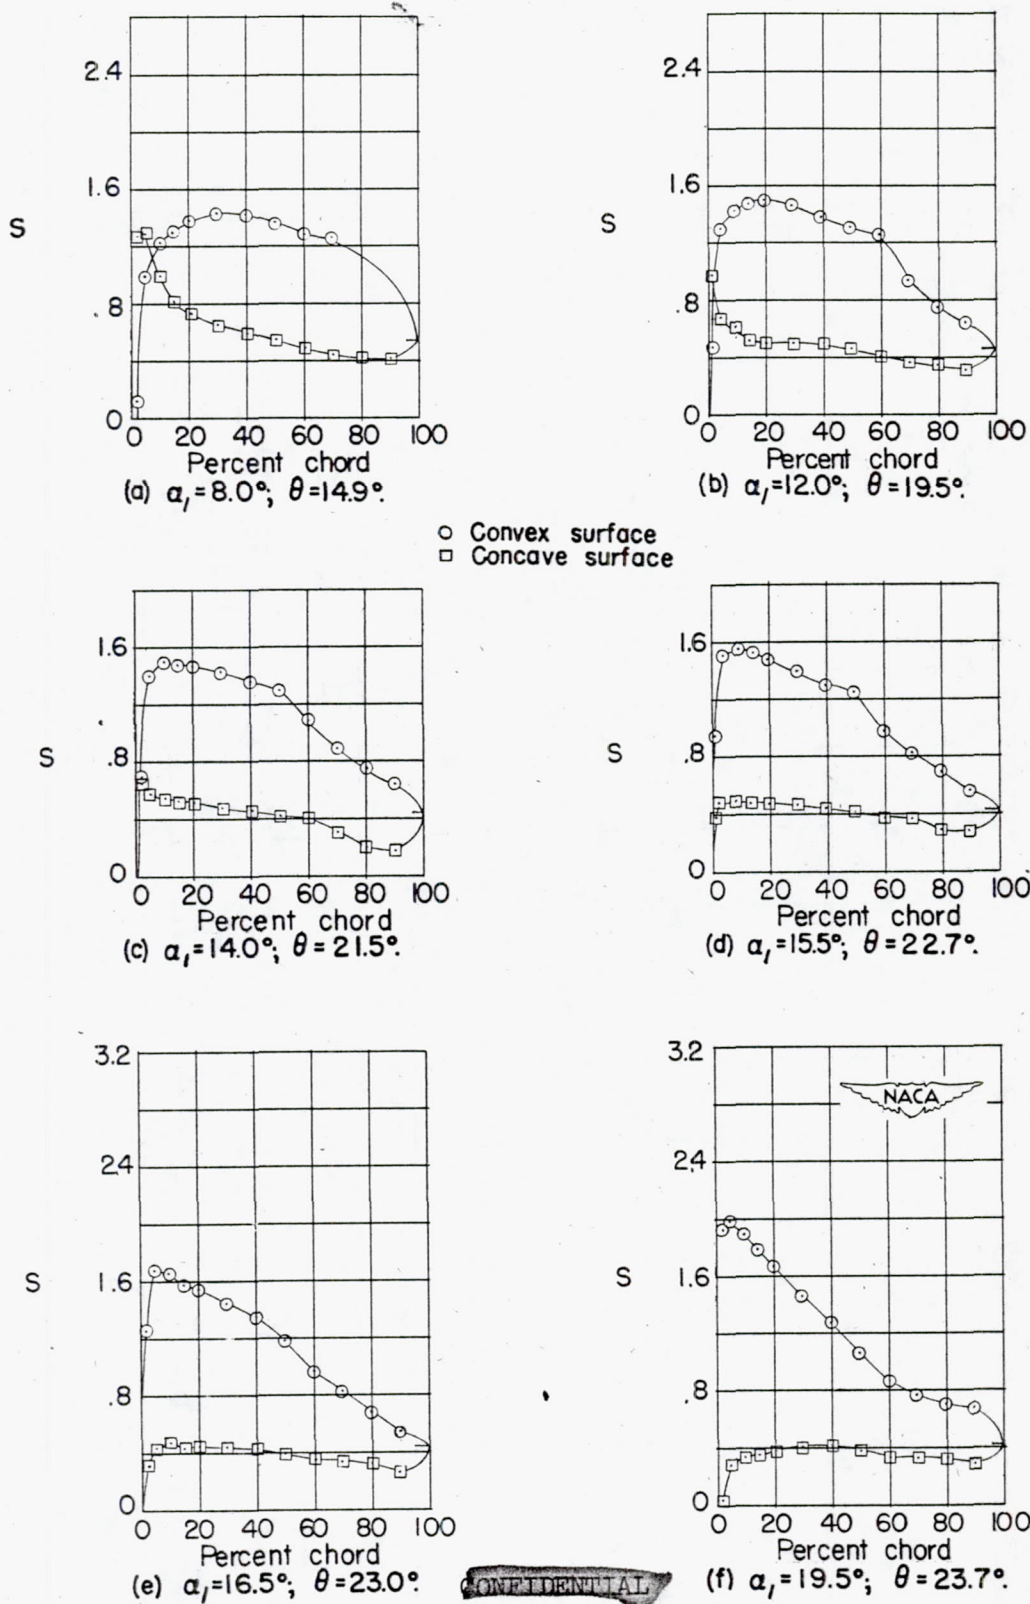 2.4
1.6
S
.8
0
0 20 40 60 80 100
Percent chord
(a) α₁=8.0°; θ=14.9°.
2.4
1.6
S
.8
0
0 20 40 60 80 100
Percent chord
(b) α₁=12.0°; θ=19.5°.
Convex surface
Concave surface
1.6
S
.8
0
0 20 40 60 80 100
Percent chord
(c) α₁=14.0°; θ=21.5°.
1.6
S
.8
0
0 20 40 60 80 100
Percent chord
(d) α₁=15.5°; θ=22.7°.
3.2
2.4
1.6
S
.8
0
0 20 40 60 80 100
Percent chord
(e) α₁=16.5°; θ=23.0°.
3.2
NACA
2.4
1.6
S
.8
0
0 20 40 60 80 100
Percent chord
(f) α₁=19.5°; θ=23.7°.
CONFIDENTIAL